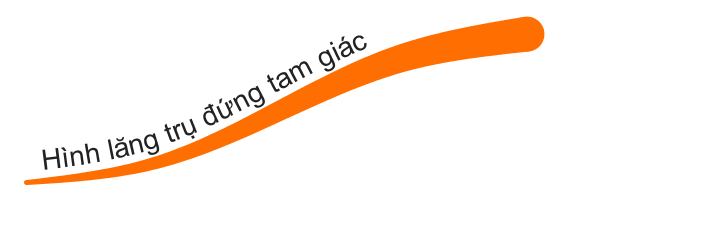 Hình lăng trụ đứng tam giác